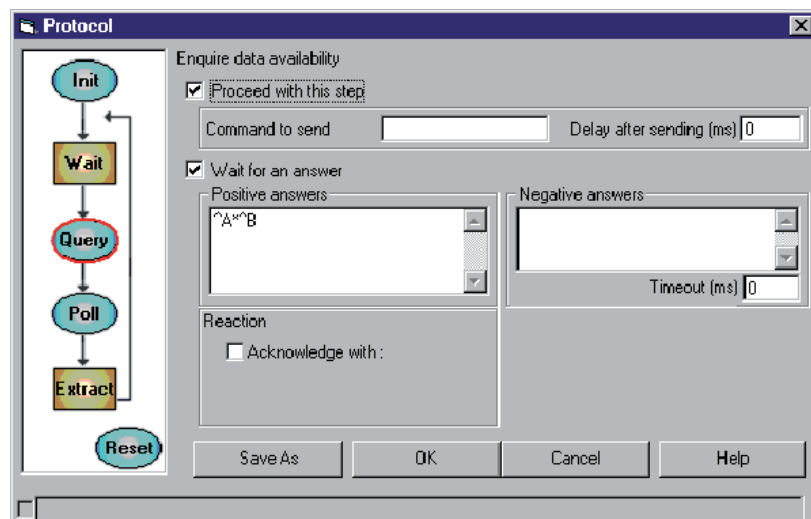 Protocol
Init
Wait
Query
Poll
Extract
Reset
Enquire data availability
Proceed with this step
Command to send
Delay after sending (ms) 0
Wait for an answer
Positive answers
^A*^B
Negative answers
Timeout (ms) 0
Reaction
Acknowledge with :
Save As
OK
Cancel
Help